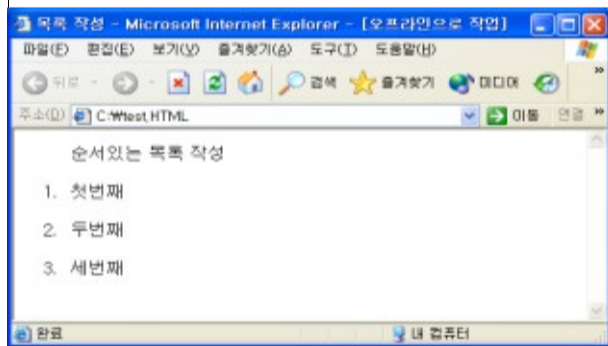 목록 작성 - Microsoft Internet Explorer - [오프라인으로 작업]
파일(F) 편집(E) 보기(V) 즐겨찾기(A) 도구(T) 도움말(H)
뒤로 검색 즐겨찾기 미디어 »
주소(D) C:\test.HTML 이동 연결 »
순서있는 목록 작성
1. 첫번째
2. 두번째
3. 세번째
완료 내 컴퓨터